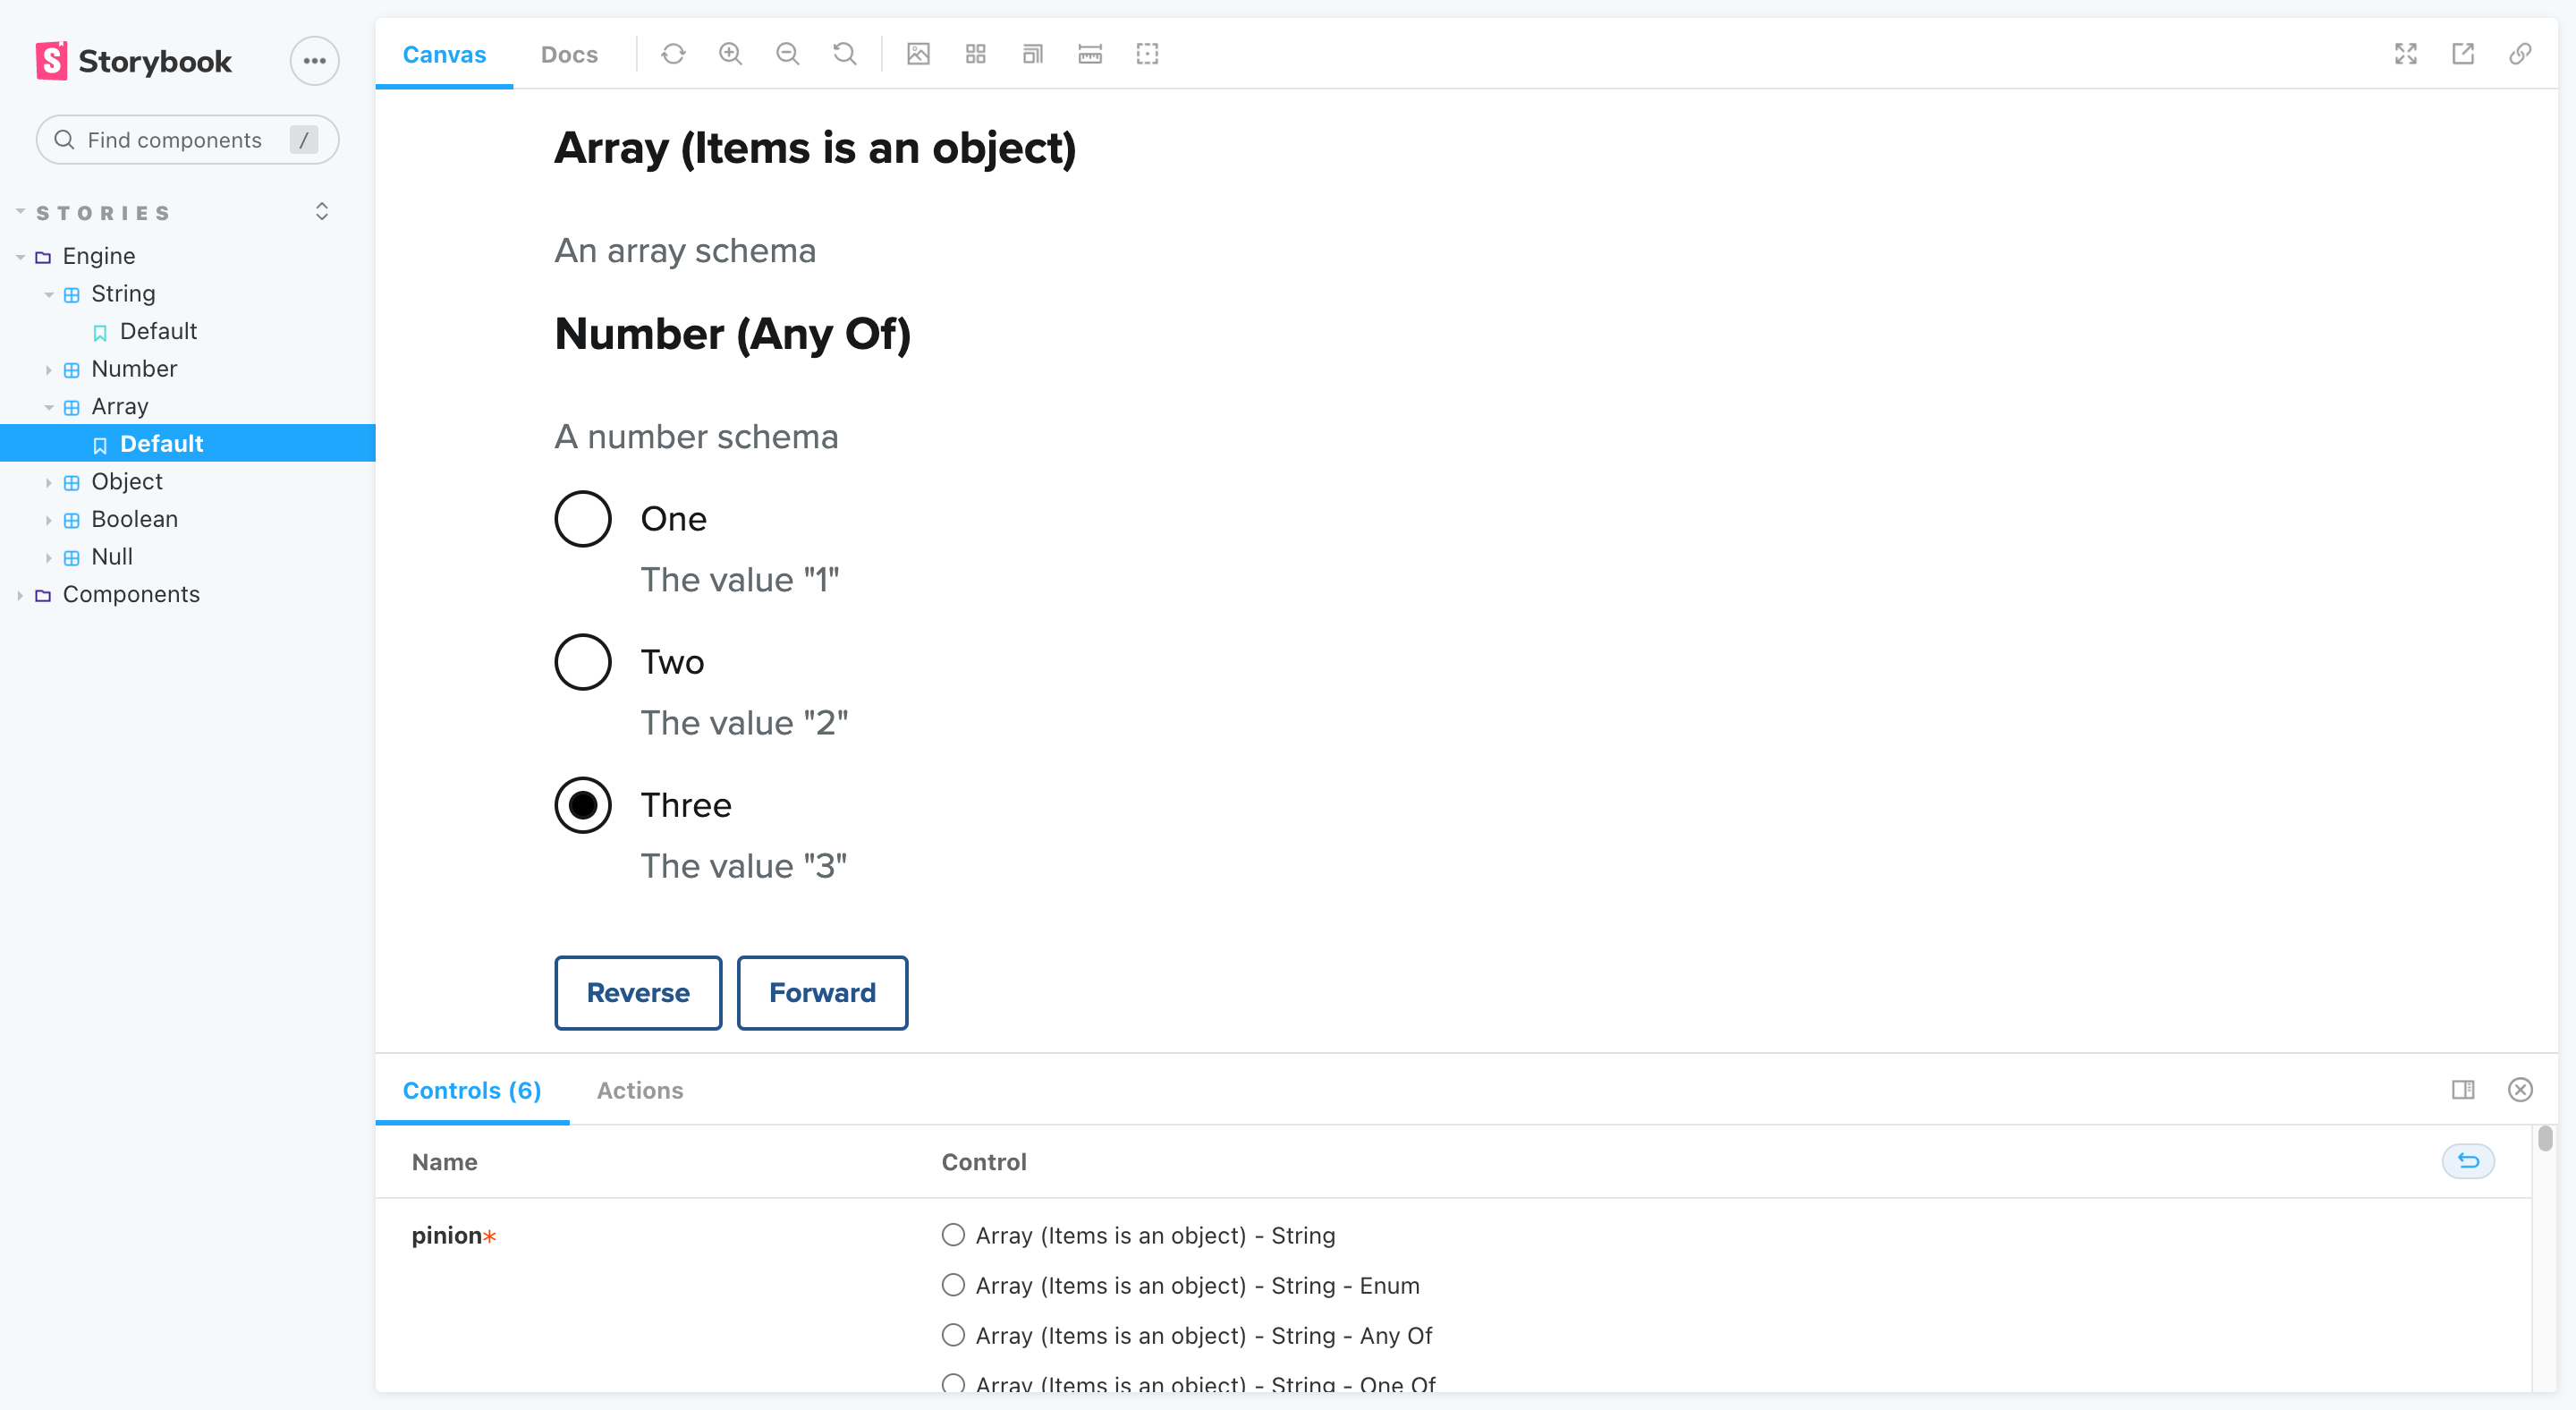 Storybook
Find components /
STORIES
Engine
String
Default
Number
Array
Default
Object
Boolean
Null
Components
Canvas Docs
Array (Items is an object)
An array schema
Number (Any Of)
A number schema
One
The value "1"
Two
The value "2"
Three
The value "3"
Reverse Forward
Controls (6) Actions
Name Control
pinion* Array (Items is an object) - String
Array (Items is an object) - String - Enum
Array (Items is an object) - String - Any Of
Array (Items is an object) - String - One Of